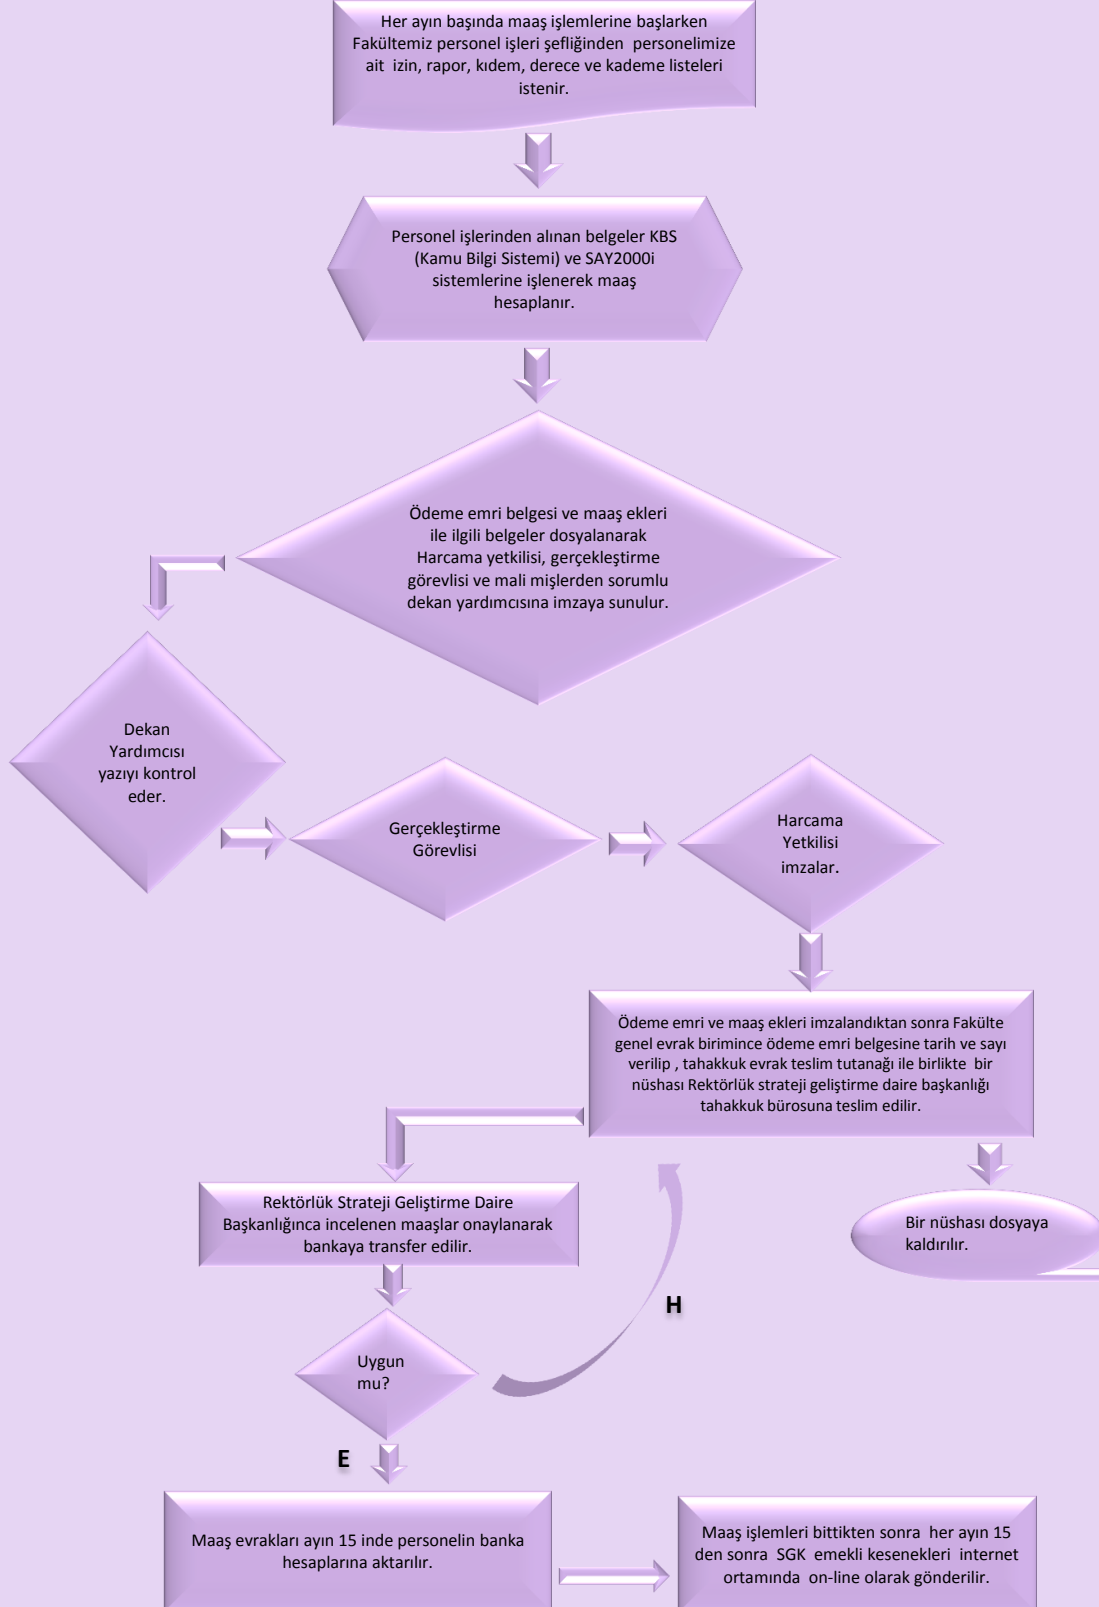 Her ayın başında maaş işlemlerine başlarken
Fakültemiz personel işleri şefliğinden personelimize
ait izin, rapor, kıdem, derece ve kademe listeleri
istenir.
Personel işlerinden alınan belgeler KBS
(Kamu Bilgi Sistemi) ve SAY2000i
sistemlerine işlenerek maaş
hesaplanır.
Ödeme emri belgesi ve maaş ekleri
ile ilgili belgeler dosyalanarak
Harcama yetkilisi, gerçekleştirme
görevlisi ve mali mişlerden sorumlu
dekan yardımcısına imzaya sunulur.
Dekan
Yardımcısı
yazıyı kontrol
eder.
Gerçekleştirme
Görevlisi
Harcama
Yetkilisi
imzalar.
Ödeme emri ve maaş ekleri imzalandıktan sonra Fakülte
genel evrak birimince ödeme emri belgesine tarih ve sayı
verilip , tahakkuk evrak teslim tutanağı ile birlikte bir
nüshası Rektörlük strateji geliştirme daire başkanlığı
tahakkuk bürosuna teslim edilir.
Rektörlük Strateji Geliştirme Daire
Başkanlığınca incelenen maaşlar onaylanarak
bankaya transfer edilir.
Bir nüshası dosyaya
kaldırılır.
H
Uygun
mu?
E
Maaş evrakları ayın 15 inde personelin banka
hesaplarına aktarılır.
Maaş işlemleri bittikten sonra her ayın 15
den sonra SGK emekli kesenekleri internet
ortamında on-line olarak gönderilir.